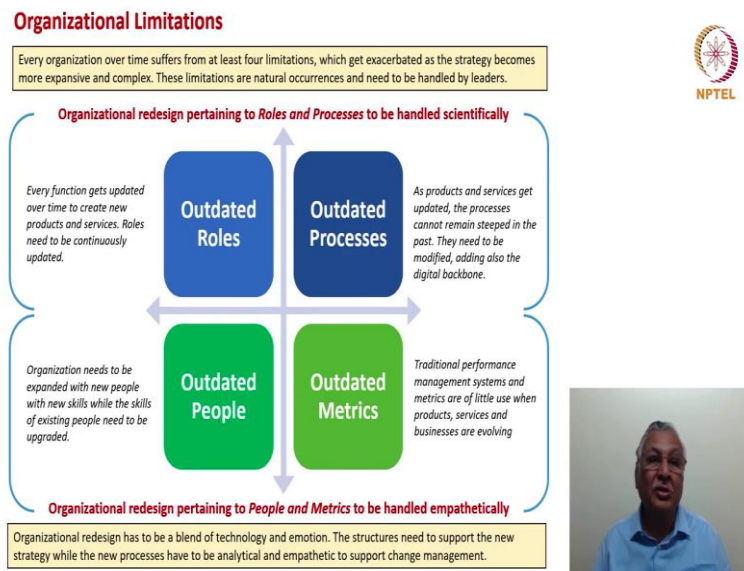 Organizational Limitations
Every organization over time suffers from at least four limitations, which get exacerbated as the strategy becomes
more expansive and complex. These limitations are natural occurrences and need to be handled by leaders.
NPTEL
Organizational redesign pertaining to Roles and Processes to be handled scientifically
Every function gets updated
over time to create new
products and services. Roles
need to be continuously
updated.
Outdated
Roles
Outdated
Processes
As products and services get
updated, the processes
cannot remain steeped in the
past. They need to be
modified, adding also the
digital backbone.
Organization needs to be
expanded with new people
with new skills while the skills
of existing people need to be
upgraded.
Outdated
People
Outdated
Metrics
Traditional performance
management systems and
metrics are of little use when
products, services and
businesses are evolving
Organizational redesign pertaining to People and Metrics to be handled empathetically
Organizational redesign has to be a blend of technology and emotion. The structures need to support the new
strategy while the new processes have to be analytical and empathetic to support change management.